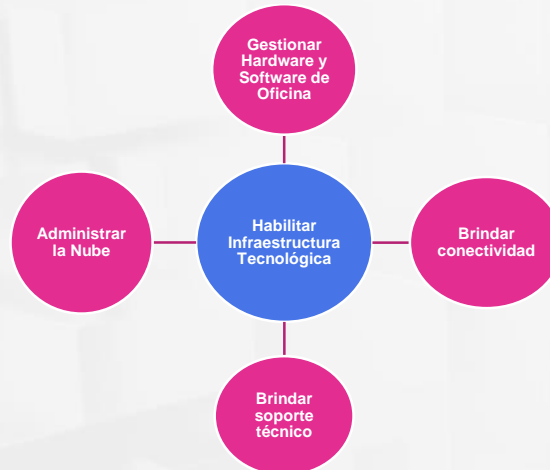 Gestionar
Hardware y
Software de
Oficina
Administrar
la Nube
Habilitar
Infraestructura
Tecnológica
Brindar
conectividad
Brindar
soporte
técnico